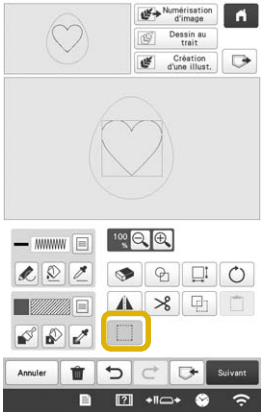 Numérisation
d'image
Dessin au
trait
Création
d'une illust.
100
%
Annuler
Suivant
?